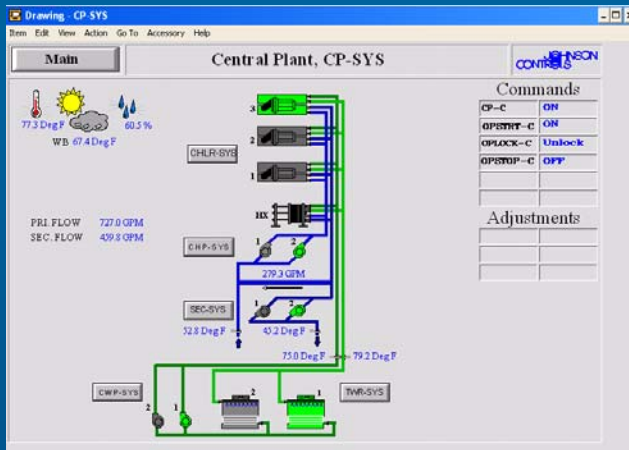 Drawing - CP-SYS
Item Edit View Action Go To Accessory Help
Main
Central Plant, CP-SYS
JOHNSON
CONTROLS
77.3 Deg F
60.5 %
WB 67.4 Deg F
Commands
CP-C ON
OPSTRT-C ON
OPLOCK-C Unlock
OPSTOP-C OFF
Adjustments
3
2
CHLR-SYS
1
HX
PRI. FLOW 727.0 GPM
SEC. FLOW 459.8 GPM
1 2
CHP-SYS
279.3 GPM
1 2
SEC-SYS
52.8 Deg F 45.2 Deg F
75.0 Deg F 79.2 Deg F
CWP-SYS
2 1
2 1
TWR-SYS